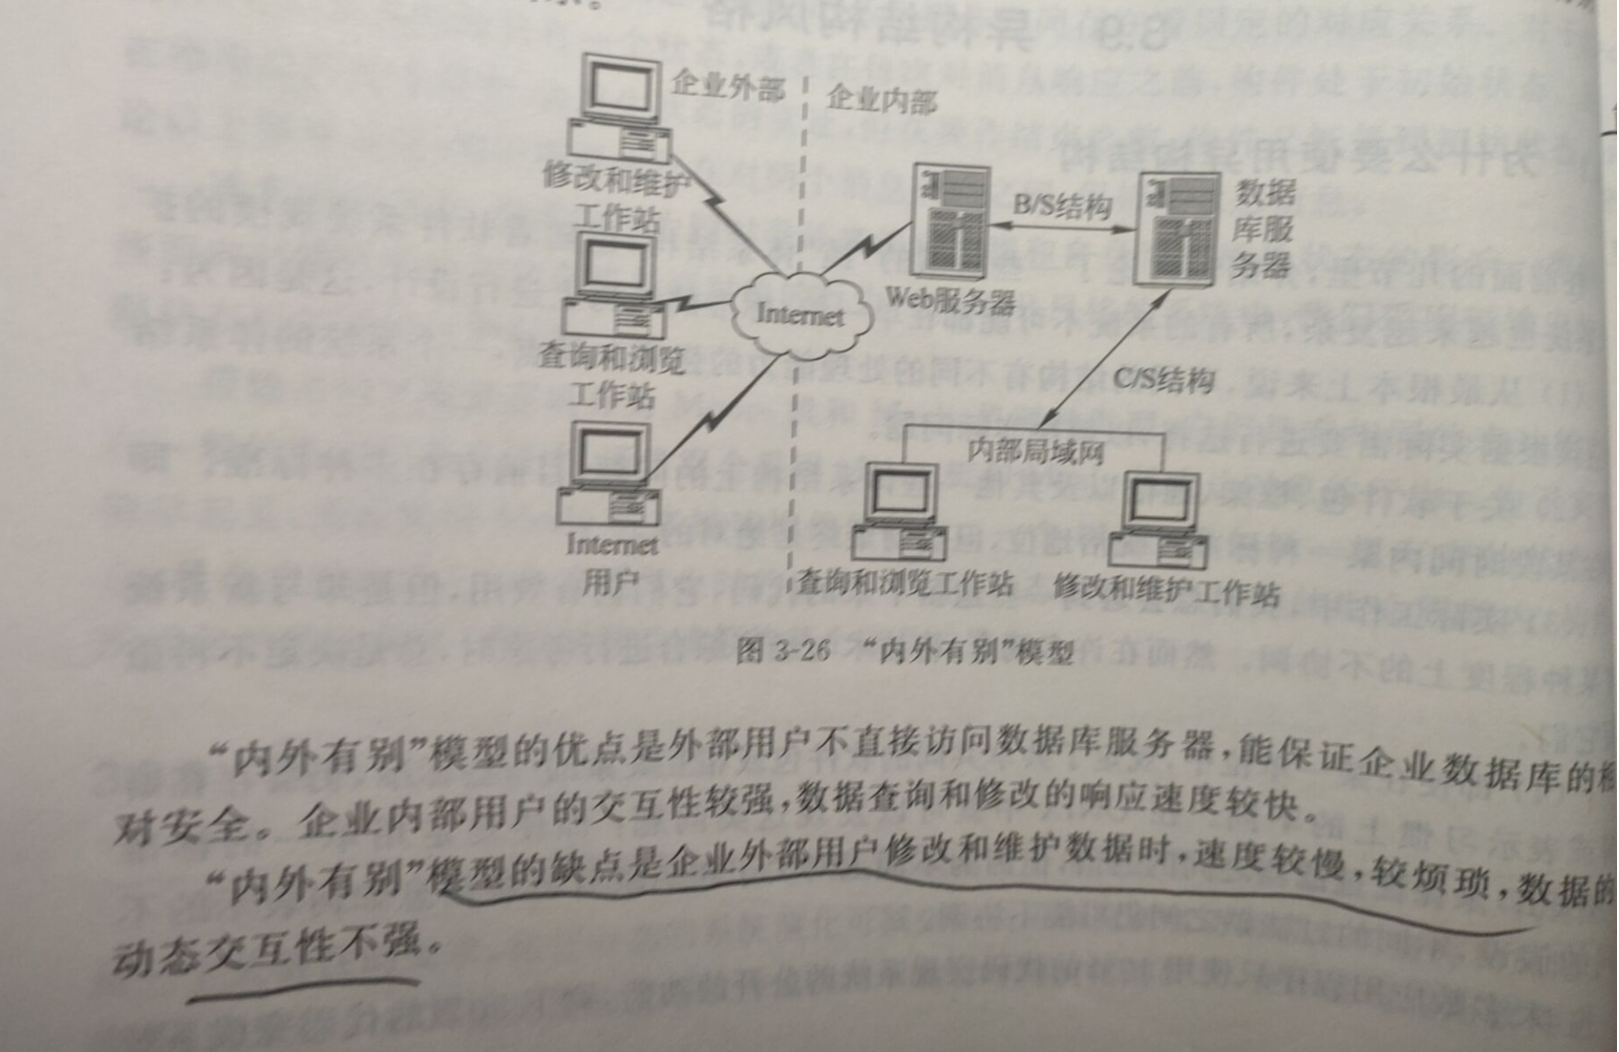 企业外部
企业内部
修改和维护
工作站
B/S结构
数据
库服
务器
Web服务器
Internet
查询和浏览
工作站
C/S结构
内部局域网
Internet
用户
查询和浏览工作站
修改和维护工作站
图 3-26 “内外有别”模型
“内外有别”模型的优点是外部用户不直接访问数据库服务器，能保证企业数据库的
对安全。企业内部用户的交互性较强，数据查询和修改的响应速度较快。
“内外有别”模型的缺点是企业外部用户修改和维护数据时，速度较慢，较烦琐，数据的
动态交互性不强。